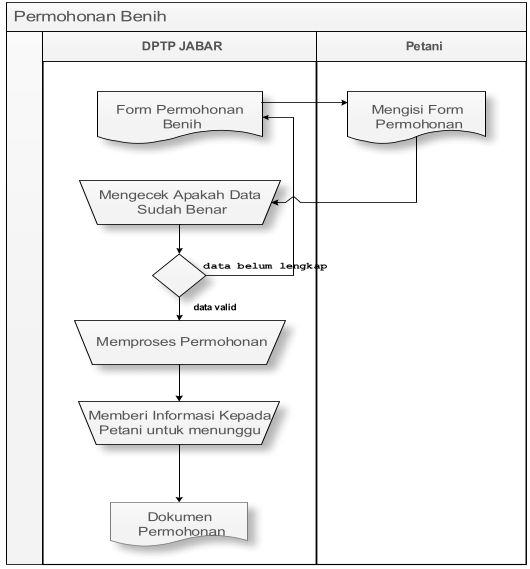 Permohonan Benih
DPTP JABAR
Petani
Form Permohonan
Benih
Mengisi Form
Permohonan
Mengecek Apakah Data
Sudah Benar
data belum lengkap
data valid
Memproses Permohonan
Memberi Informasi Kepada
Petani untuk menunggu
Dokumen
Permohonan